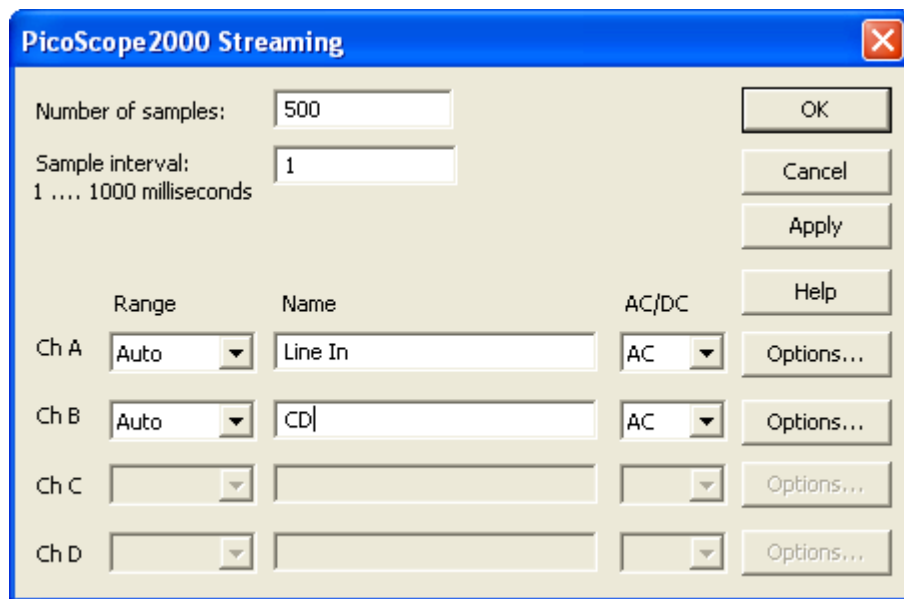 PicoScope2000 Streaming
Number of samples: 500 OK
Sample interval: 1 Cancel
1 .... 1000 milliseconds
Apply
Help
Range Name AC/DC
Ch A Auto Line In AC Options...
Ch B Auto CD AC Options...
Ch C Options...
Ch D Options...